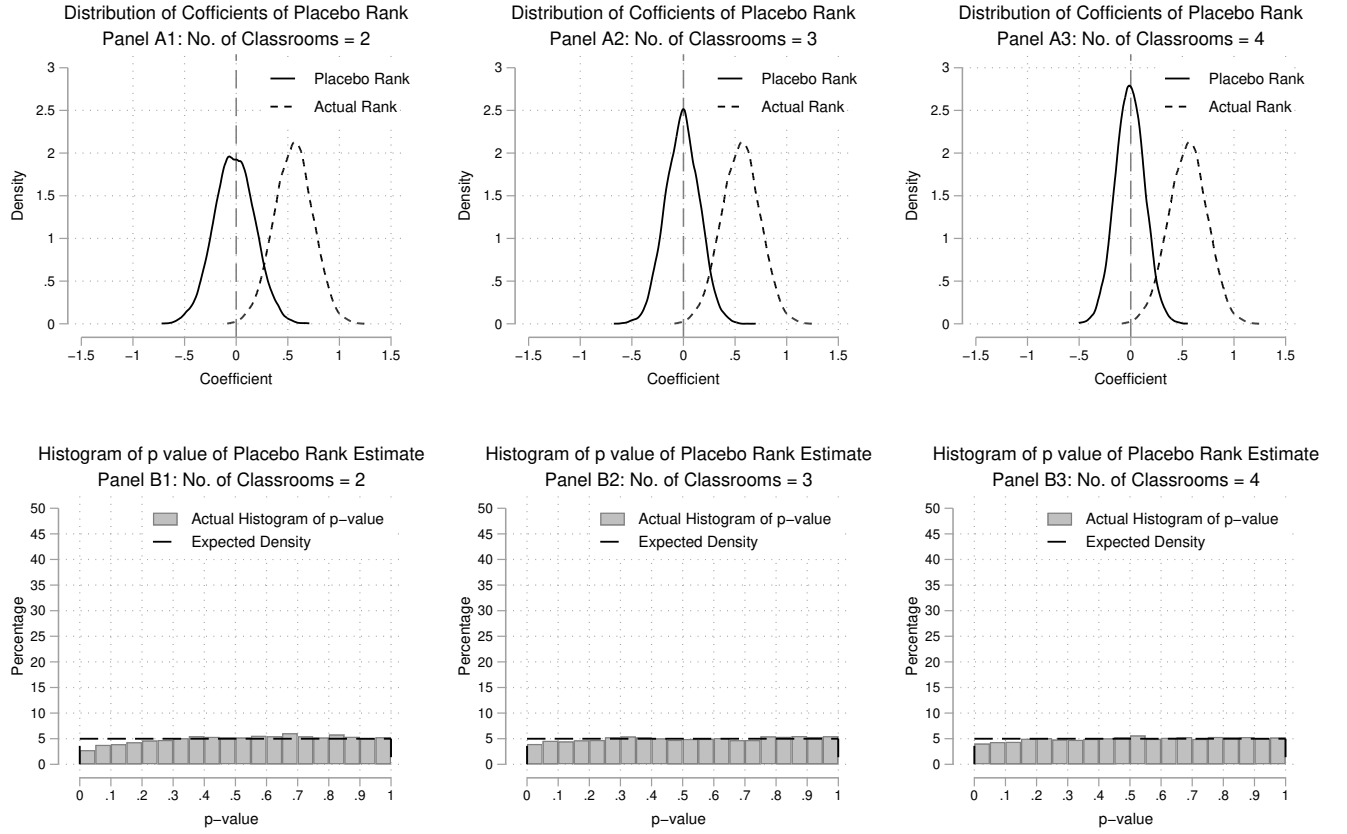 Distribution of Cofficients of Placebo Rank
Panel A1: No. of Classrooms = 2
3
2.5
2
1.5
1
.5
0
Density
Placebo Rank
Actual Rank
−1.5 −1 −.5 0 .5 1 1.5
Coefficient
Distribution of Cofficients of Placebo Rank
Panel A2: No. of Classrooms = 3
3
2.5
2
1.5
1
.5
0
Density
Placebo Rank
Actual Rank
−1.5 −1 −.5 0 .5 1 1.5
Coefficient
Distribution of Cofficients of Placebo Rank
Panel A3: No. of Classrooms = 4
3
2.5
2
1.5
1
.5
0
Density
Placebo Rank
Actual Rank
−1.5 −1 −.5 0 .5 1 1.5
Coefficient
Histogram of p value of Placebo Rank Estimate
Panel B1: No. of Classrooms = 2
50
45
40
35
30
25
20
15
10
5
0
Percentage
Actual Histogram of p−value
Expected Density
0 .1 .2 .3 .4 .5 .6 .7 .8 .9 1
p−value
Histogram of p value of Placebo Rank Estimate
Panel B2: No. of Classrooms = 3
50
45
40
35
30
25
20
15
10
5
0
Percentage
Actual Histogram of p−value
Expected Density
0 .1 .2 .3 .4 .5 .6 .7 .8 .9 1
p−value
Histogram of p value of Placebo Rank Estimate
Panel B3: No. of Classrooms = 4
50
45
40
35
30
25
20
15
10
5
0
Percentage
Actual Histogram of p−value
Expected Density
0 .1 .2 .3 .4 .5 .6 .7 .8 .9 1
p−value